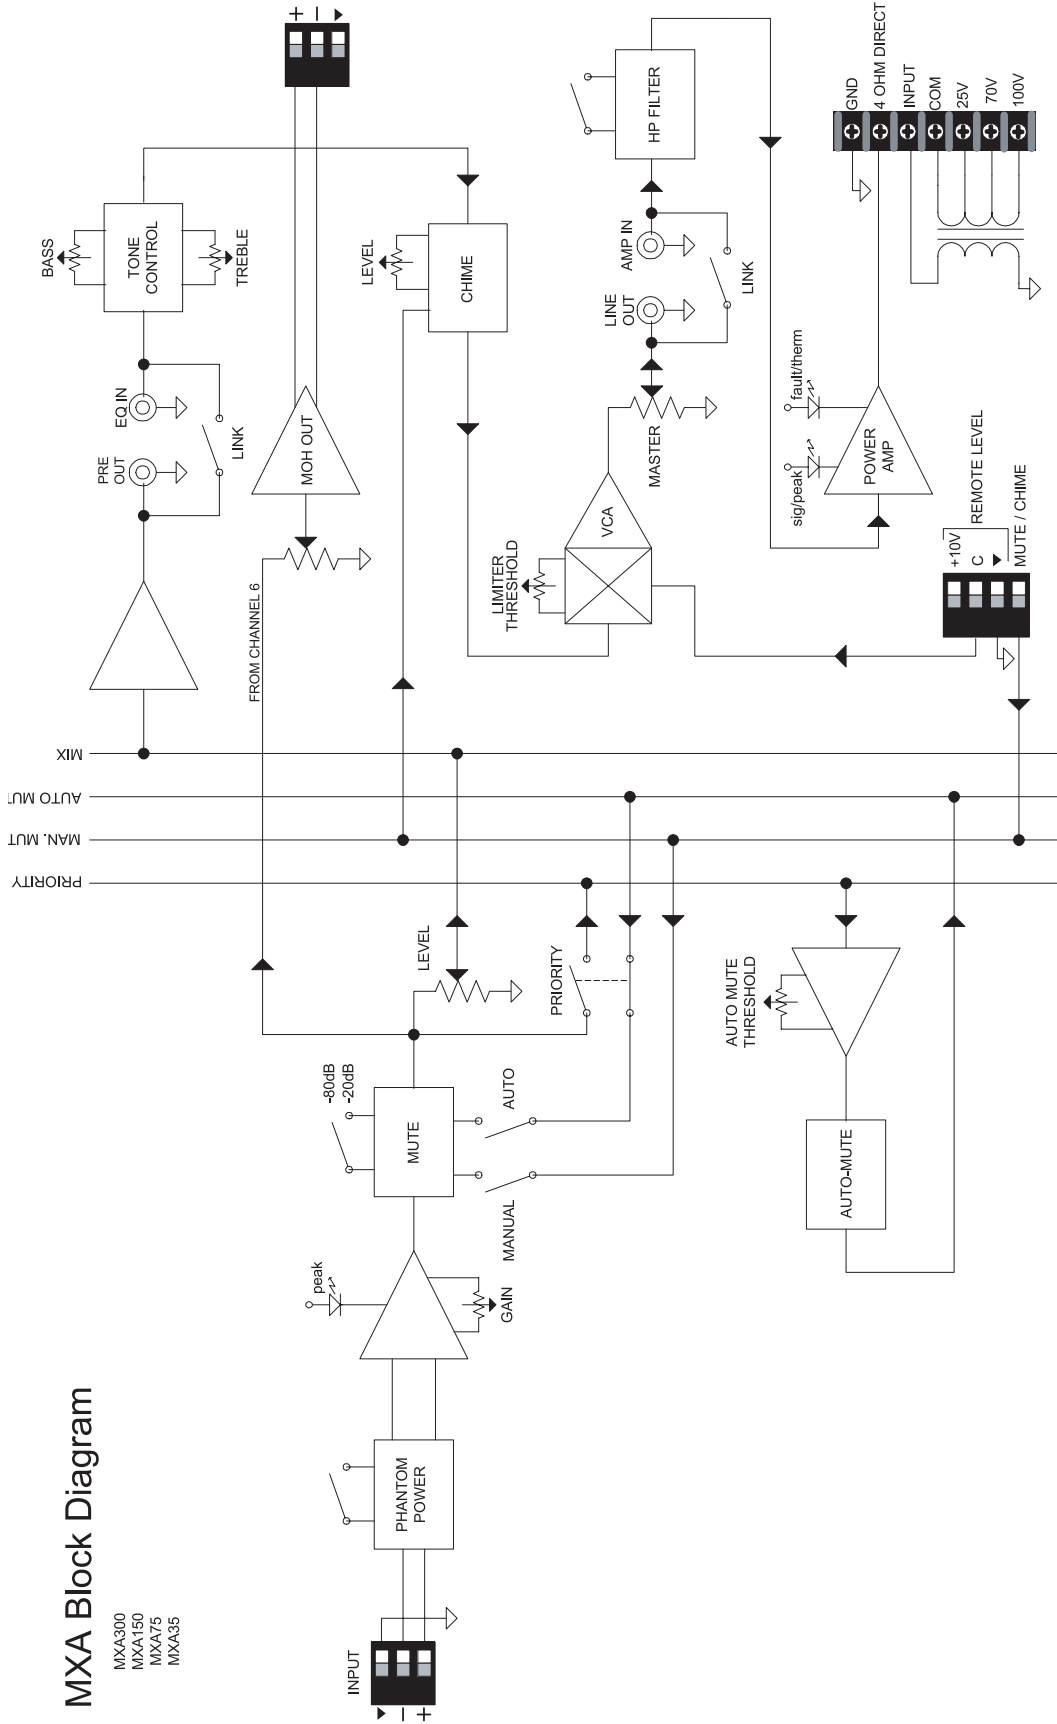 MXA Block Diagram
MXA300
MXA150
MXA75
MXA35
INPUT
+
−
PHANTOM
POWER
peak
GAIN
-80dB
-20dB
MUTE
MANUAL
AUTO
LEVEL
PRIORITY
AUTO MUTE
THRESHOLD
AUTO-MUTE
PRIORITY
MAN. MUT
AUTO MUT
MIX
FROM CHANNEL 6
MOH OUT
+
−
PRE
OUT
EQ IN
LINK
BASS
TONE
CONTROL
TREBLE
LEVEL
CHIME
LIMITER
THRESHOLD
VCA
MASTER
LINE
OUT
AMP IN
LINK
HP FILTER
sig/peak
fault/therm
POWER
AMP
GND
4 OHM DIRECT
INPUT
COM
25V
70V
100V
+10V
C
REMOTE LEVEL
MUTE / CHIME